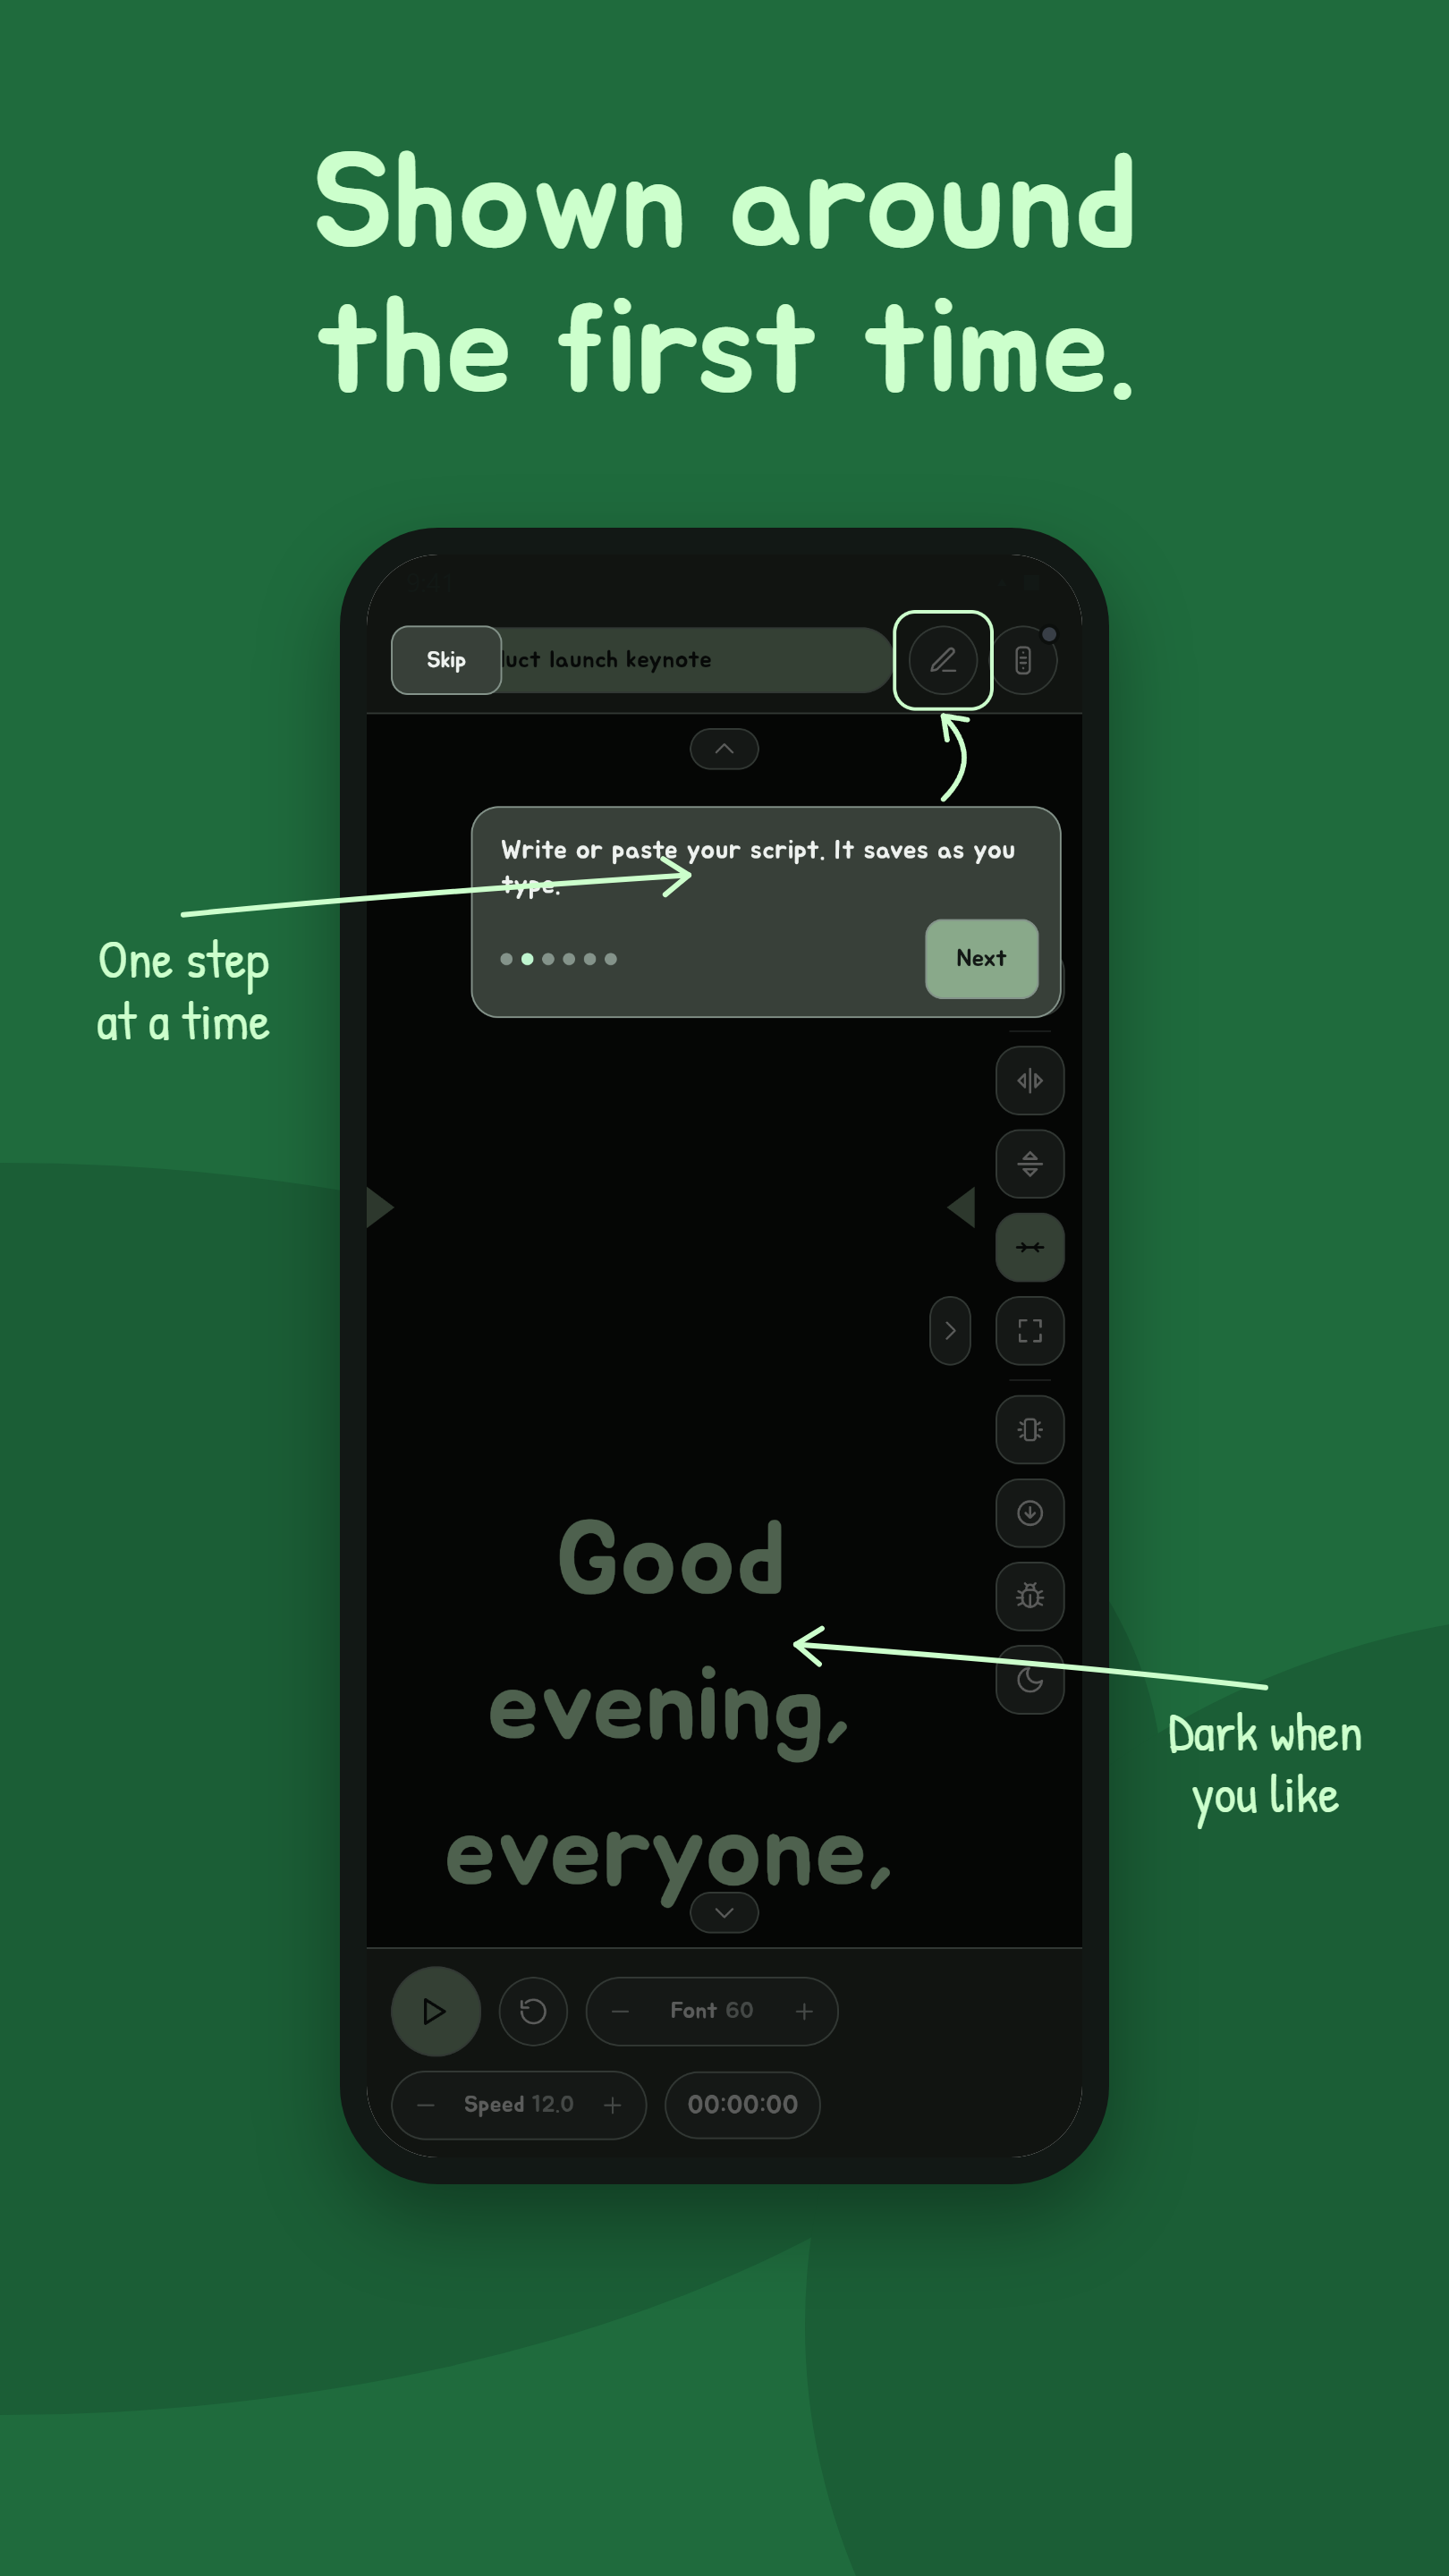 Shown around
the first time.
Skip
uct launch keynote
Write or paste your script. It saves as you
type.
Next
One step
at a time
Good
evening,
everyone,
Dark when
you like
Font 60
Speed 12.0
00:00:00